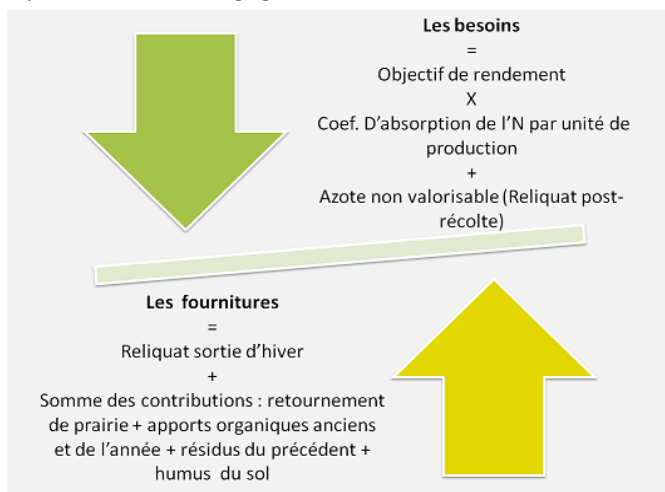 Les besoins
=
Objectif de rendement
X
Coef. D'absorption de l'N par unité de
production
+
Azote non valorisable (Reliquat post-
récolte)
Les fournitures
=
Reliquat sortie d'hiver
+
Somme des contributions : retournement
de prairie + apports organiques anciens
et de l'année + résidus du précédent +
humus du sol